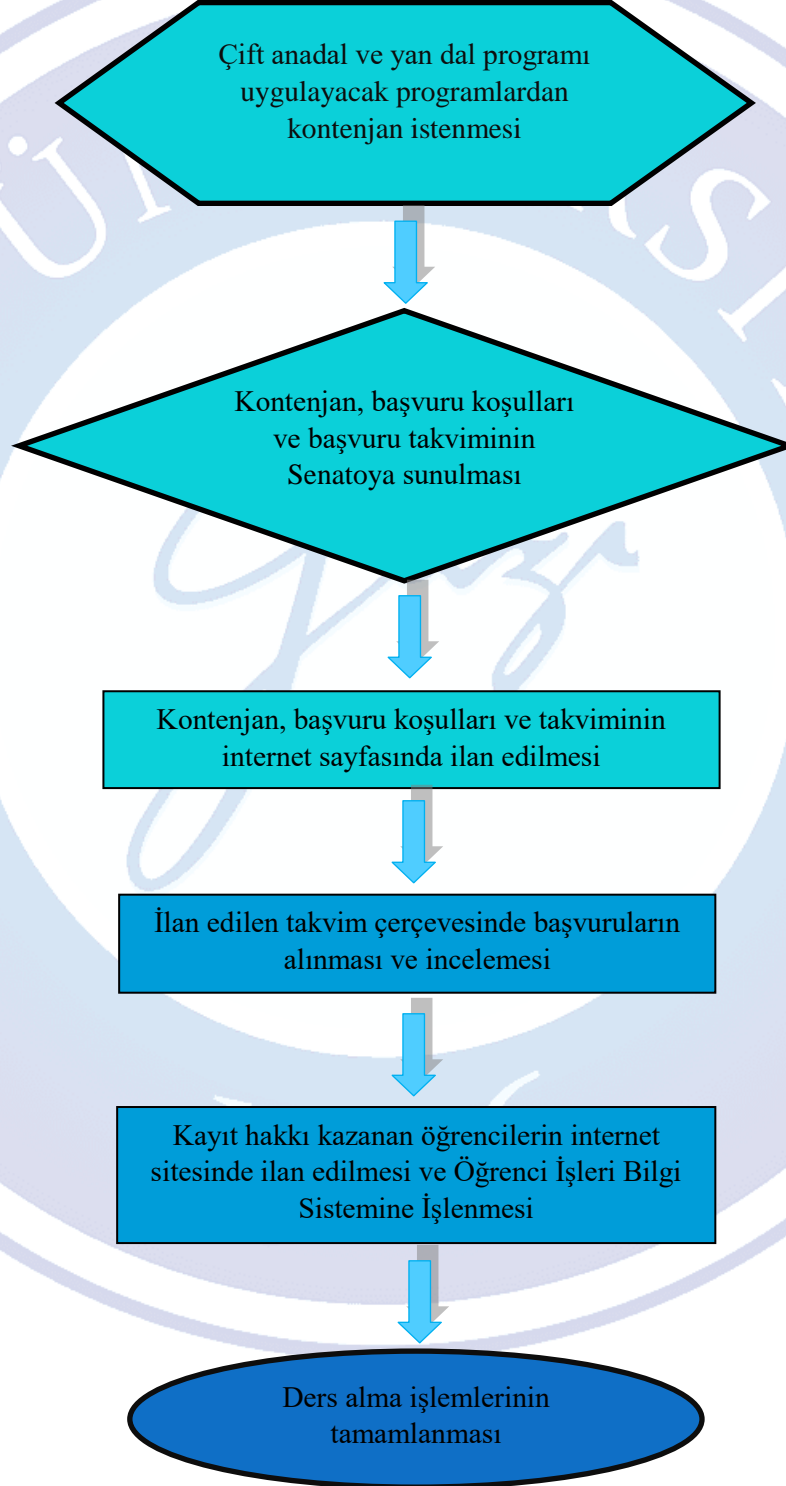 Çift anadal ve yan dal programı
uygulayacak programlardan
kontenjan istenmesi
Kontenjan, başvuru koşulları
ve başvuru takviminin
Senatoya sunulması
Kontenjan, başvuru koşulları ve takviminin
internet sayfasında ilan edilmesi
İlan edilen takvim çerçevesinde başvuruların
alınması ve incelemesi
Kayıt hakkı kazanan öğrencilerin internet
sitesinde ilan edilmesi ve Öğrenci İşleri Bilgi
Sistemine İşlenmesi
Ders alma işlemlerinin
tamamlanması